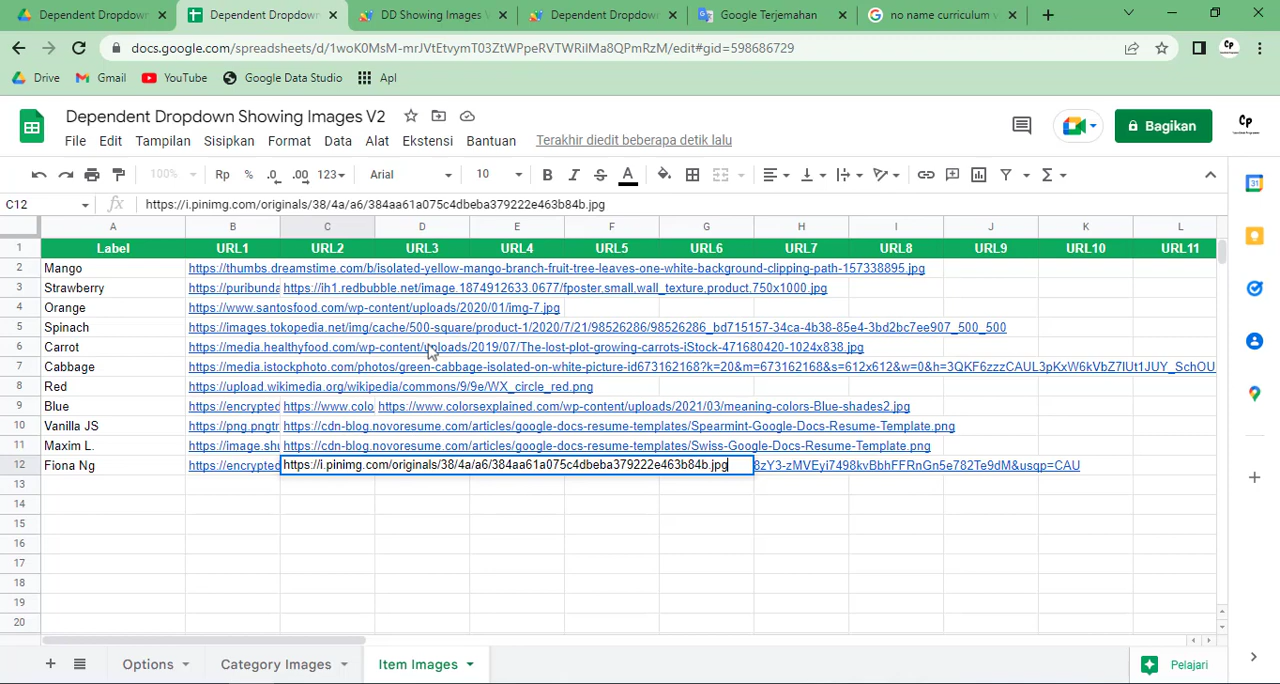 Dependent Dropdown
Dependent Dropdown
DD Showing Images V
Dependent Dropdow
Google Terjemahan
no name curriculum v
docs.google.com/spreadsheets/d/1woK0MsM-mrJVtEtvymT03ZtWPpeRVTWRilMa8QPmRzM/edit#gid=598686729
Drive Gmail YouTube Google Data Studio Apl
Dependent Dropdown Showing Images V2
File Edit Tampilan Sisipkan Format Data Alat Ekstensi Bantuan Terakhir diedit beberapa detik lalu
Bagikan
Cp
100% Rp % .0 .00 123 Arial 10 B I S A
C12 fx https://i.pinimg.com/originals/38/4a/a6/384aa61a075c4dbeba379222e463b84b.jpg
A B C D E F G H I J K L
1 Label URL1 URL2 URL3 URL4 URL5 URL6 URL7 URL8 URL9 URL10 URL11
2 Mango https://thumbs.dreamstime.com/b/isolated-yellow-mango-branch-fruit-tree-leaves-one-white-background-clipping-path-157338895.jpg
3 Strawberry https://puribunda https://ih1.redbubble.net/image.1874912633.0677/fposter,small,wall_texture,product,750x1000.jpg
4 Orange https://www.santosfood.com/wp-content/uploads/2020/01/img-7.jpg
5 Spinach https://images.tokopedia.net/img/cache/500-square/product-1/2020/7/21/98526286/98526286_bd715157-34ca-4b38-85e4-3bd2bc7ee907_500_500
6 Carrot https://media.healthyfood.com/wp-content/uploads/2019/07/The-lost-plot-growing-carrots-iStock-471680420-1024x838.jpg
7 Cabbage https://media.istockphoto.com/photos/green-cabbage-isolated-on-white-picture-id673162168?k=20&m=673162168&s=612x612&w=0&h=3QKF6zzzCAUL3pKxW6kVbZ7IUt1JUY_SchOU
8 Red https://upload.wikimedia.org/wikipedia/commons/9/9e/WX_circle_red.png
9 Blue https://encrypted https://www.colo https://www.colorsexplained.com/wp-content/uploads/2021/03/meaning-colors-Blue-shades2.jpg
10 Vanilla JS https://png.pngtr https://cdn-blog.novoresume.com/articles/google-docs-resume-templates/Spearmint-Google-Docs-Resume-Template.png
11 Maxim L. https://image.shu https://cdn-blog.novoresume.com/articles/google-docs-resume-templates/Swiss-Google-Docs-Resume-Template.png
12 Fiona Ng https://encrypted https://i.pinimg.com/originals/38/4a/a6/384aa61a075c4dbeba379222e463b84b.jpg 8zY3-zMVEyi7498kvBbhFFRnGn5e782Te9dM&usqp=CAU
13
14
15
16
17
18
19
20
Options Category Images Item Images Pelajari